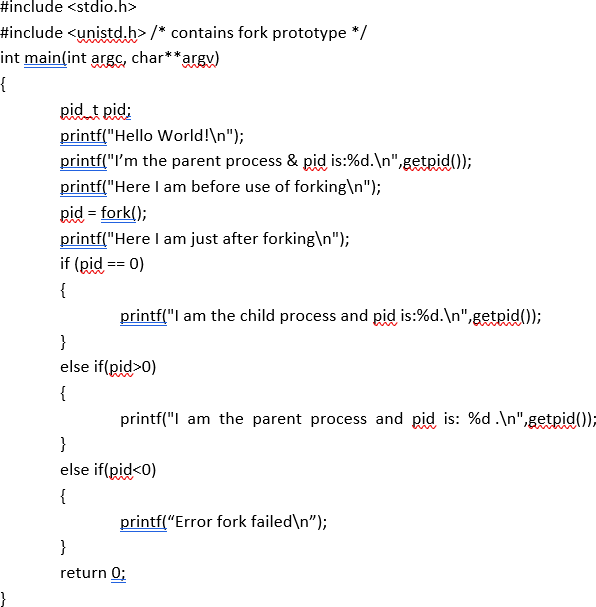 #include <stdio.h>
#include <unistd.h> /* contains fork prototype */
int main(int argc, char**argv)
{
pid_t pid;
printf("Hello World!\n");
printf("I’m the parent process & pid is:%d.\n",getpid());
printf("Here I am before use of forking\n");
pid = fork();
printf("Here I am just after forking\n");
if (pid == 0)
{
printf("I am the child process and pid is:%d.\n",getpid());
}
else if(pid>0)
{
printf("I am the parent process and pid is: %d .\n",getpid());
}
else if(pid<0)
{
printf(“Error fork failed\n”);
}
return 0;
}